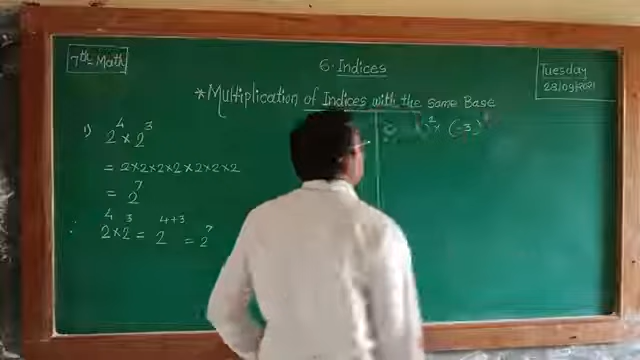 7th Math
6. Indices
Tuesday
28/09/2021
*Multiplication of Indices with the same Base
1) 2⁴ × 2³
= 2×2×2×2×2×2×2
= 2⁷
∴ 2⁴ × 2³ = 2⁴⁺³ = 2⁷
× (-3)